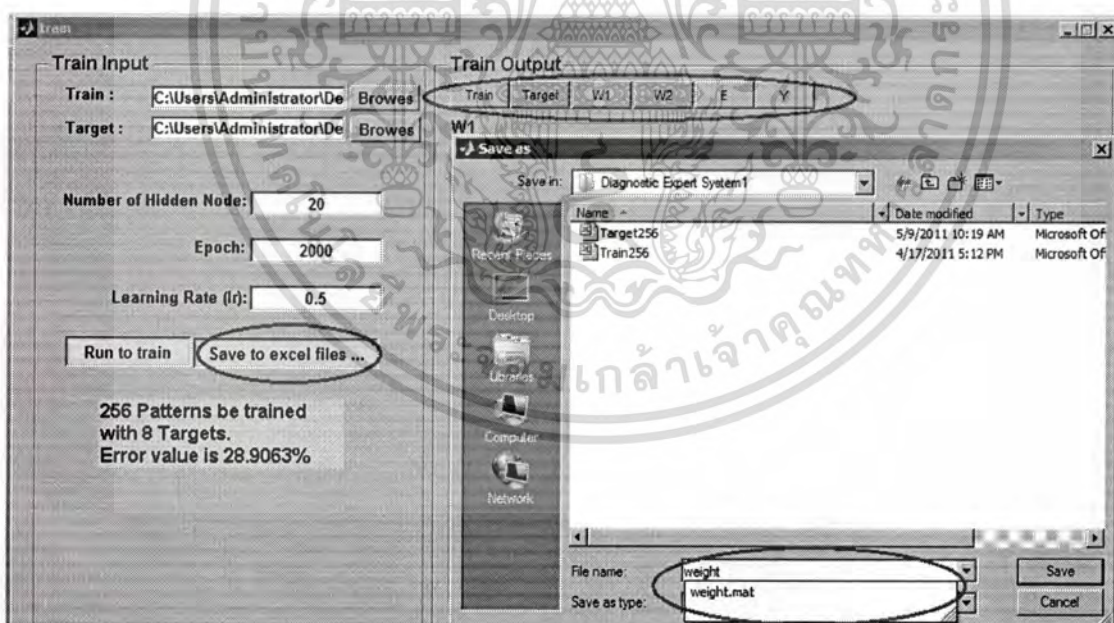 train
Train Input
Train :
C:\Users\Administrator\De
Browes
Target :
C:\Users\Administrator\De
Browes
Number of Hidden Node:
20
Epoch:
2000
Learning Rate (lr):
0.5
Run to train
Save to excel files ...
256 Patterns be trained
with 8 Targets.
Error value is 28.9063%
Train Output
Train
Target
W1
W2
E
Y
W1
Save as
Save in:
Diagnostic Expert System1
Name
Date modified
Type
Target256
5/9/2011 10:19 AM
Microsoft Of
Train256
4/17/2011 5:12 PM
Microsoft Of
Recent Places
Desktop
Libraries
Computer
Network
File name:
weight
weight.mat
Save as type:
Save
Cancel